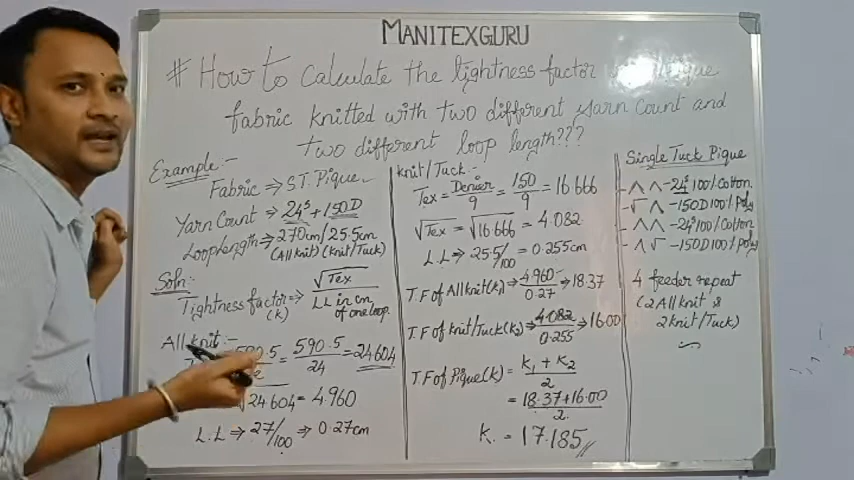 MANITEXGURU
# How to calculate the tightness factor
fabric knitted with two different yarn count and
two different loop length???
Example:-
Fabric ⇒ S.T. Pique
Yarn Count ⇒ 24s + 150D
Loop Length ⇒ 270cm/25.5cm
(All knit) (Knit/Tuck)
Soln:-
Tightness factor ⇒ √Tex
(K) LL in cm
of one loop.
All knit:-
590.5 = 24.604
24
√24.604 = 4.960
L.L ⇒ 27/100 ⇒ 0.27cm
Knit/Tuck:-
Tex = Denier/9 = 150/9 = 16.666
√Tex = √16.666 = 4.082
L.L ⇒ 25.5/100 = 0.255cm
T.F of All knit(K1) ⇒ 4.960/0.27 ⇒ 18.37
T.F of Knit/Tuck(K2) ⇒ 4.082/0.255 ⇒ 16.00
T.F of Pique(K) = K1 + K2
2
= 18.37+16.00
2
K = 17.185
Single Tuck Pique
- ∧ ∧ - 24s 100% Cotton
- √ ∧ - 150D 100% Poly
- ∧ ∧ - 24s 100% Cotton
- ∧ √ - 150D 100% Poly
4 feeder repeat
(2 All knit &
2 knit/Tuck)